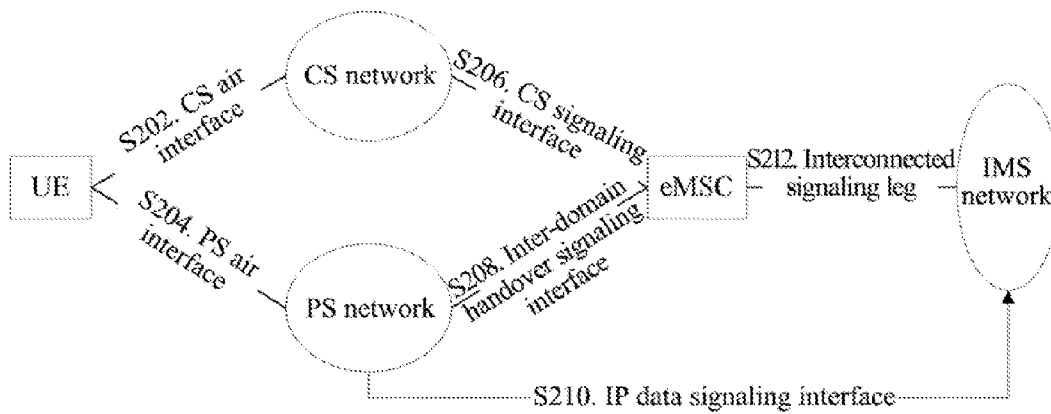 UE
S202. CS air
interface
CS network
S206. CS signaling
interface
S204. PS air
interface
PS network
S208. Inter-domain
handover signaling
interface
eMSC
S212. Interconnected
signaling leg
IMS
network
S210. IP data signaling interface